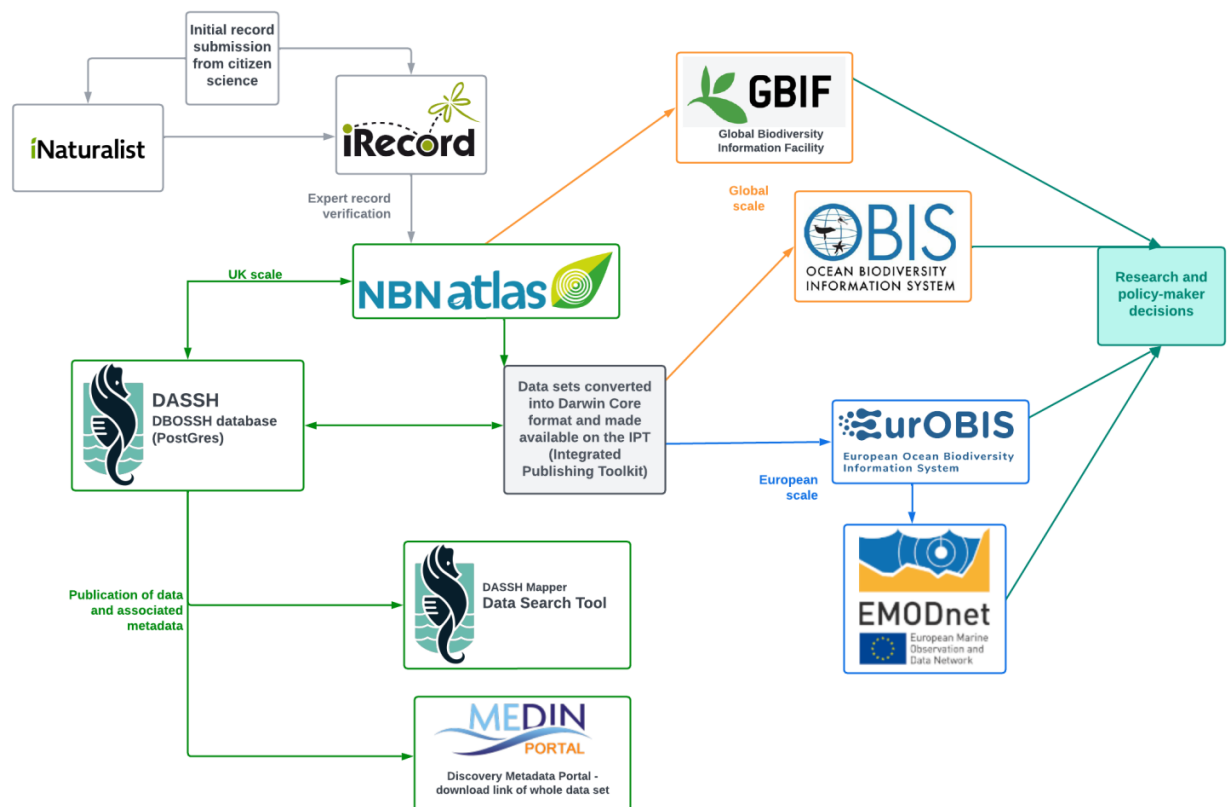 Initial record
submission
from citizen
science
iNaturalist
iRecord
Expert record
verification
GBIF
Global Biodiversity
Information Facility
Global
scale
OBIS
OCEAN BIODIVERSITY
INFORMATION SYSTEM
UK scale
NBNatlas
Research and
policy-maker
decisions
DASSH
DBOSSH database
(PostGres)
Data sets converted
into Darwin Core
format and made
available on the IPT
(Integrated
Publishing Toolkit)
EurOBIS
European Ocean Biodiversity
Information System
European
scale
EMODnet
European Marine
Observation and
Data Network
Publication of data
and associated
metadata
DASSH Mapper
Data Search Tool
MEDIN
PORTAL
Discovery Metadata Portal -
download link of whole data set